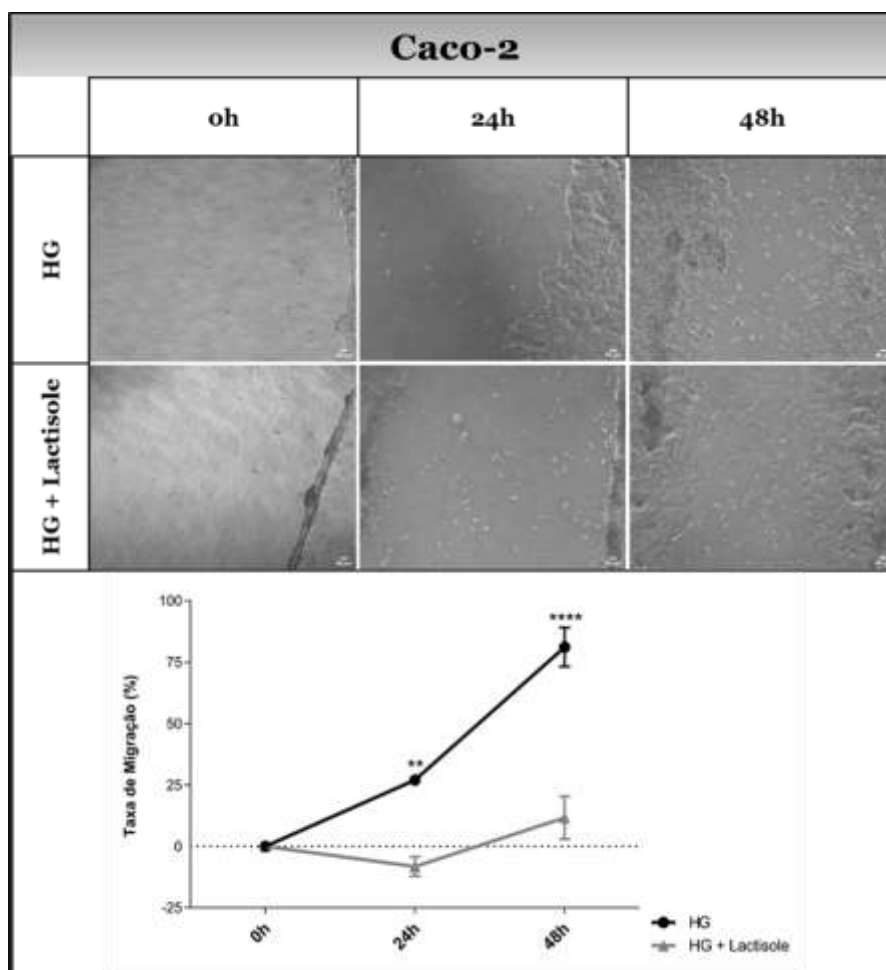 Caco-2
0h
24h
48h
HG
HG + Lactisole
100
75
50
25
0
-25
Taxa de Migração (%)
**
****
0h
24h
48h
HG
HG + Lactisole